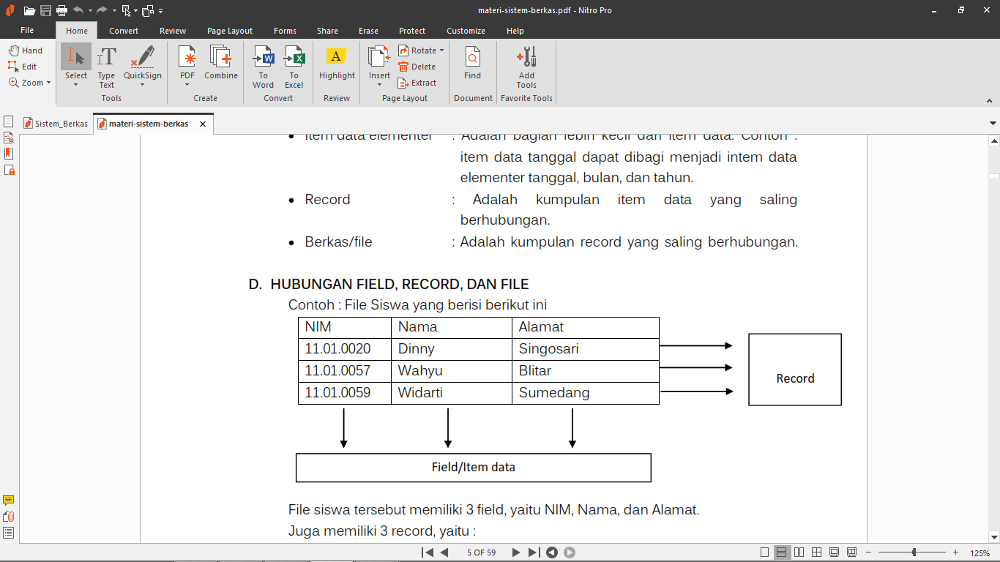 materi-sistem-berkas.pdf - Nitro Pro
File Home Convert Review Page Layout Forms Share Erase Protect Customize Help
Hand
Edit
Zoom
Select
Type Text
QuickSign
Tools
PDF
Combine
Create
To Word
To Excel
Convert
A
Highlight
Review
Insert
Rotate
Delete
Extract
Page Layout
Find
Document
Add Tools
Favorite Tools
Sistem_Berkas materi-sistem-berkas
• Item data elementer : Adalah bagian lebih kecil dari item data. Contoh :
item data tanggal dapat dibagi menjadi intem data
elementer tanggal, bulan, dan tahun.
• Record : Adalah kumpulan item data yang saling
berhubungan.
• Berkas/file : Adalah kumpulan record yang saling berhubungan.
D. HUBUNGAN FIELD, RECORD, DAN FILE
Contoh : File Siswa yang berisi berikut ini
NIM Nama Alamat
11.01.0020 Dinny Singosari
11.01.0057 Wahyu Blitar
11.01.0059 Widarti Sumedang
Record
Field/Item data
File siswa tersebut memiliki 3 field, yaitu NIM, Nama, dan Alamat.
Juga memiliki 3 record, yaitu :
5 OF 59
125%